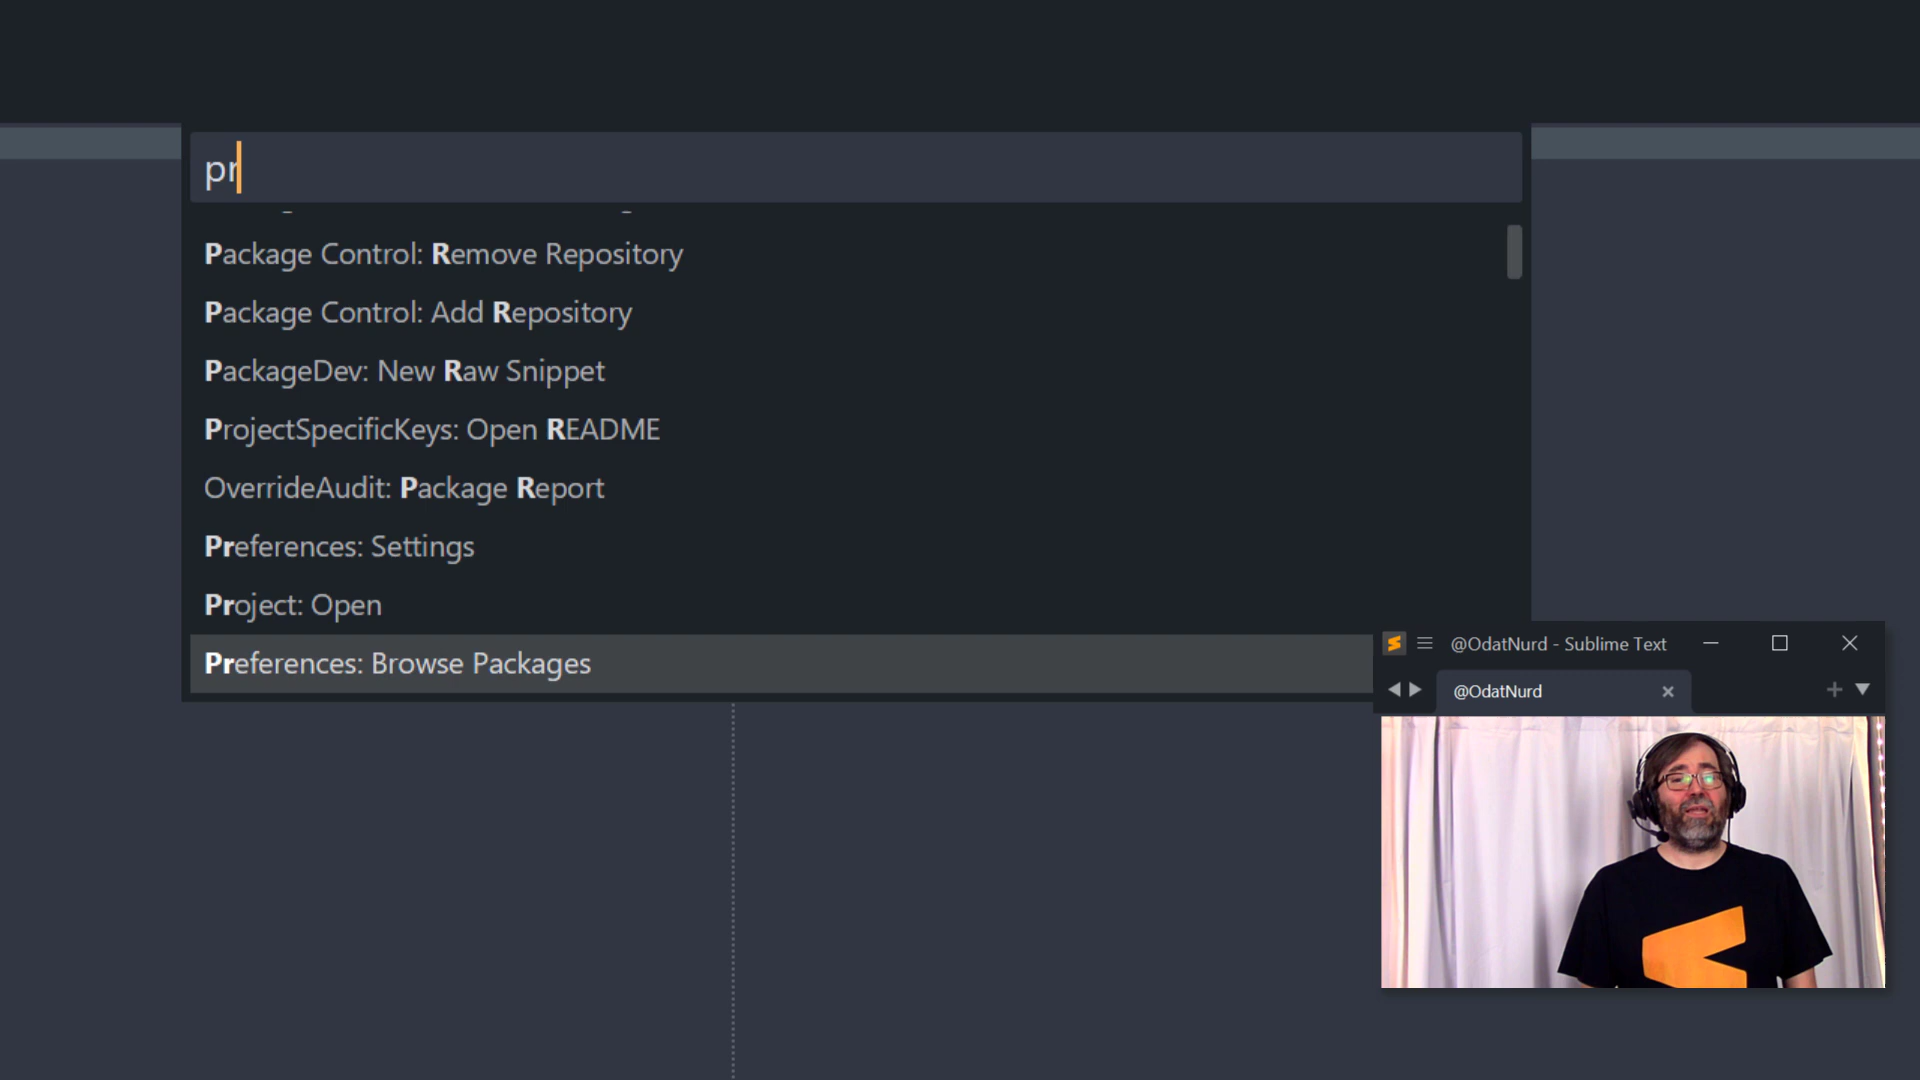 pr
Package Control: Remove Repository
Package Control: Add Repository
PackageDev: New Raw Snippet
ProjectSpecificKeys: Open README
OverrideAudit: Package Report
Preferences: Settings
Project: Open
Preferences: Browse Packages
@OdatNurd - Sublime Text
@OdatNurd